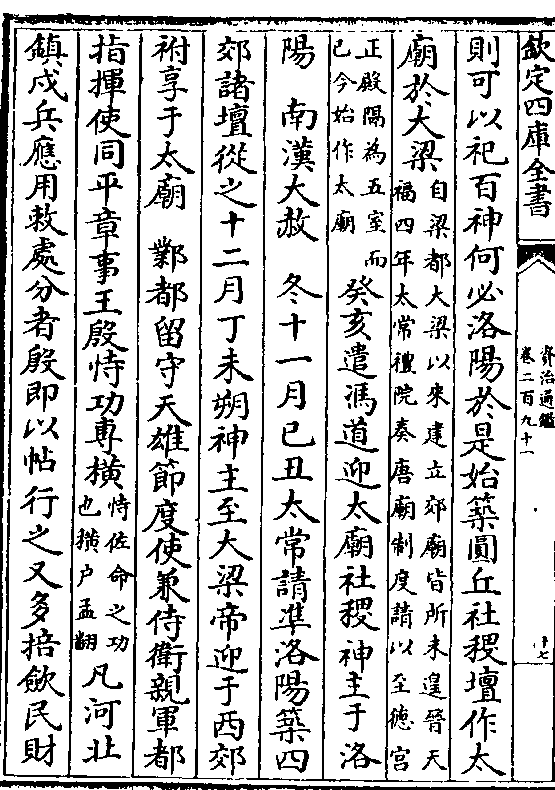 欽定四庫全書
資治通鑑
卷二百九十一
十七
則可以祀百神何必洛陽於是始築圜丘社稷壇作太
廟於大梁自梁都大梁以來建立郊廟皆所未遑晉天
福四年太常禮院奏唐廟制度請以至德宮
正殿隔為五室而
已今始作太廟癸亥遣馮道迎太廟社稷神主于洛
陽 南漢大赦 冬十一月己丑太常請準洛陽築四
郊諸壇從之十二月丁未朔神主至大梁帝迎于西郊
祔享于太廟 鄴都留守天雄節度使兼侍衛親軍都
指揮使同平章事王殷恃功專橫恃佐命之功
也橫戶孟翻凡河北
鎮戍兵應用敕處分者殷即以帖行之又多掊斂民財